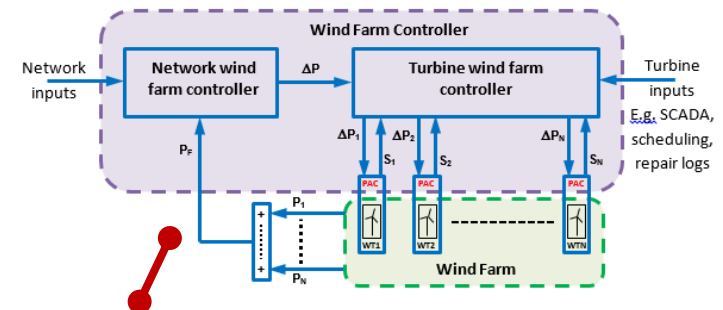 Wind Farm Controller
Network
inputs
Network wind
farm controller
ΔP
Turbine wind farm
controller
Turbine
inputs
E.g. SCADA,
scheduling,
repair logs
PF
ΔP1
S1
ΔP2
S2
ΔPN
SN
PAC
PAC
PAC
WT1
WT2
WTN
P1
PN
+
+
Wind Farm